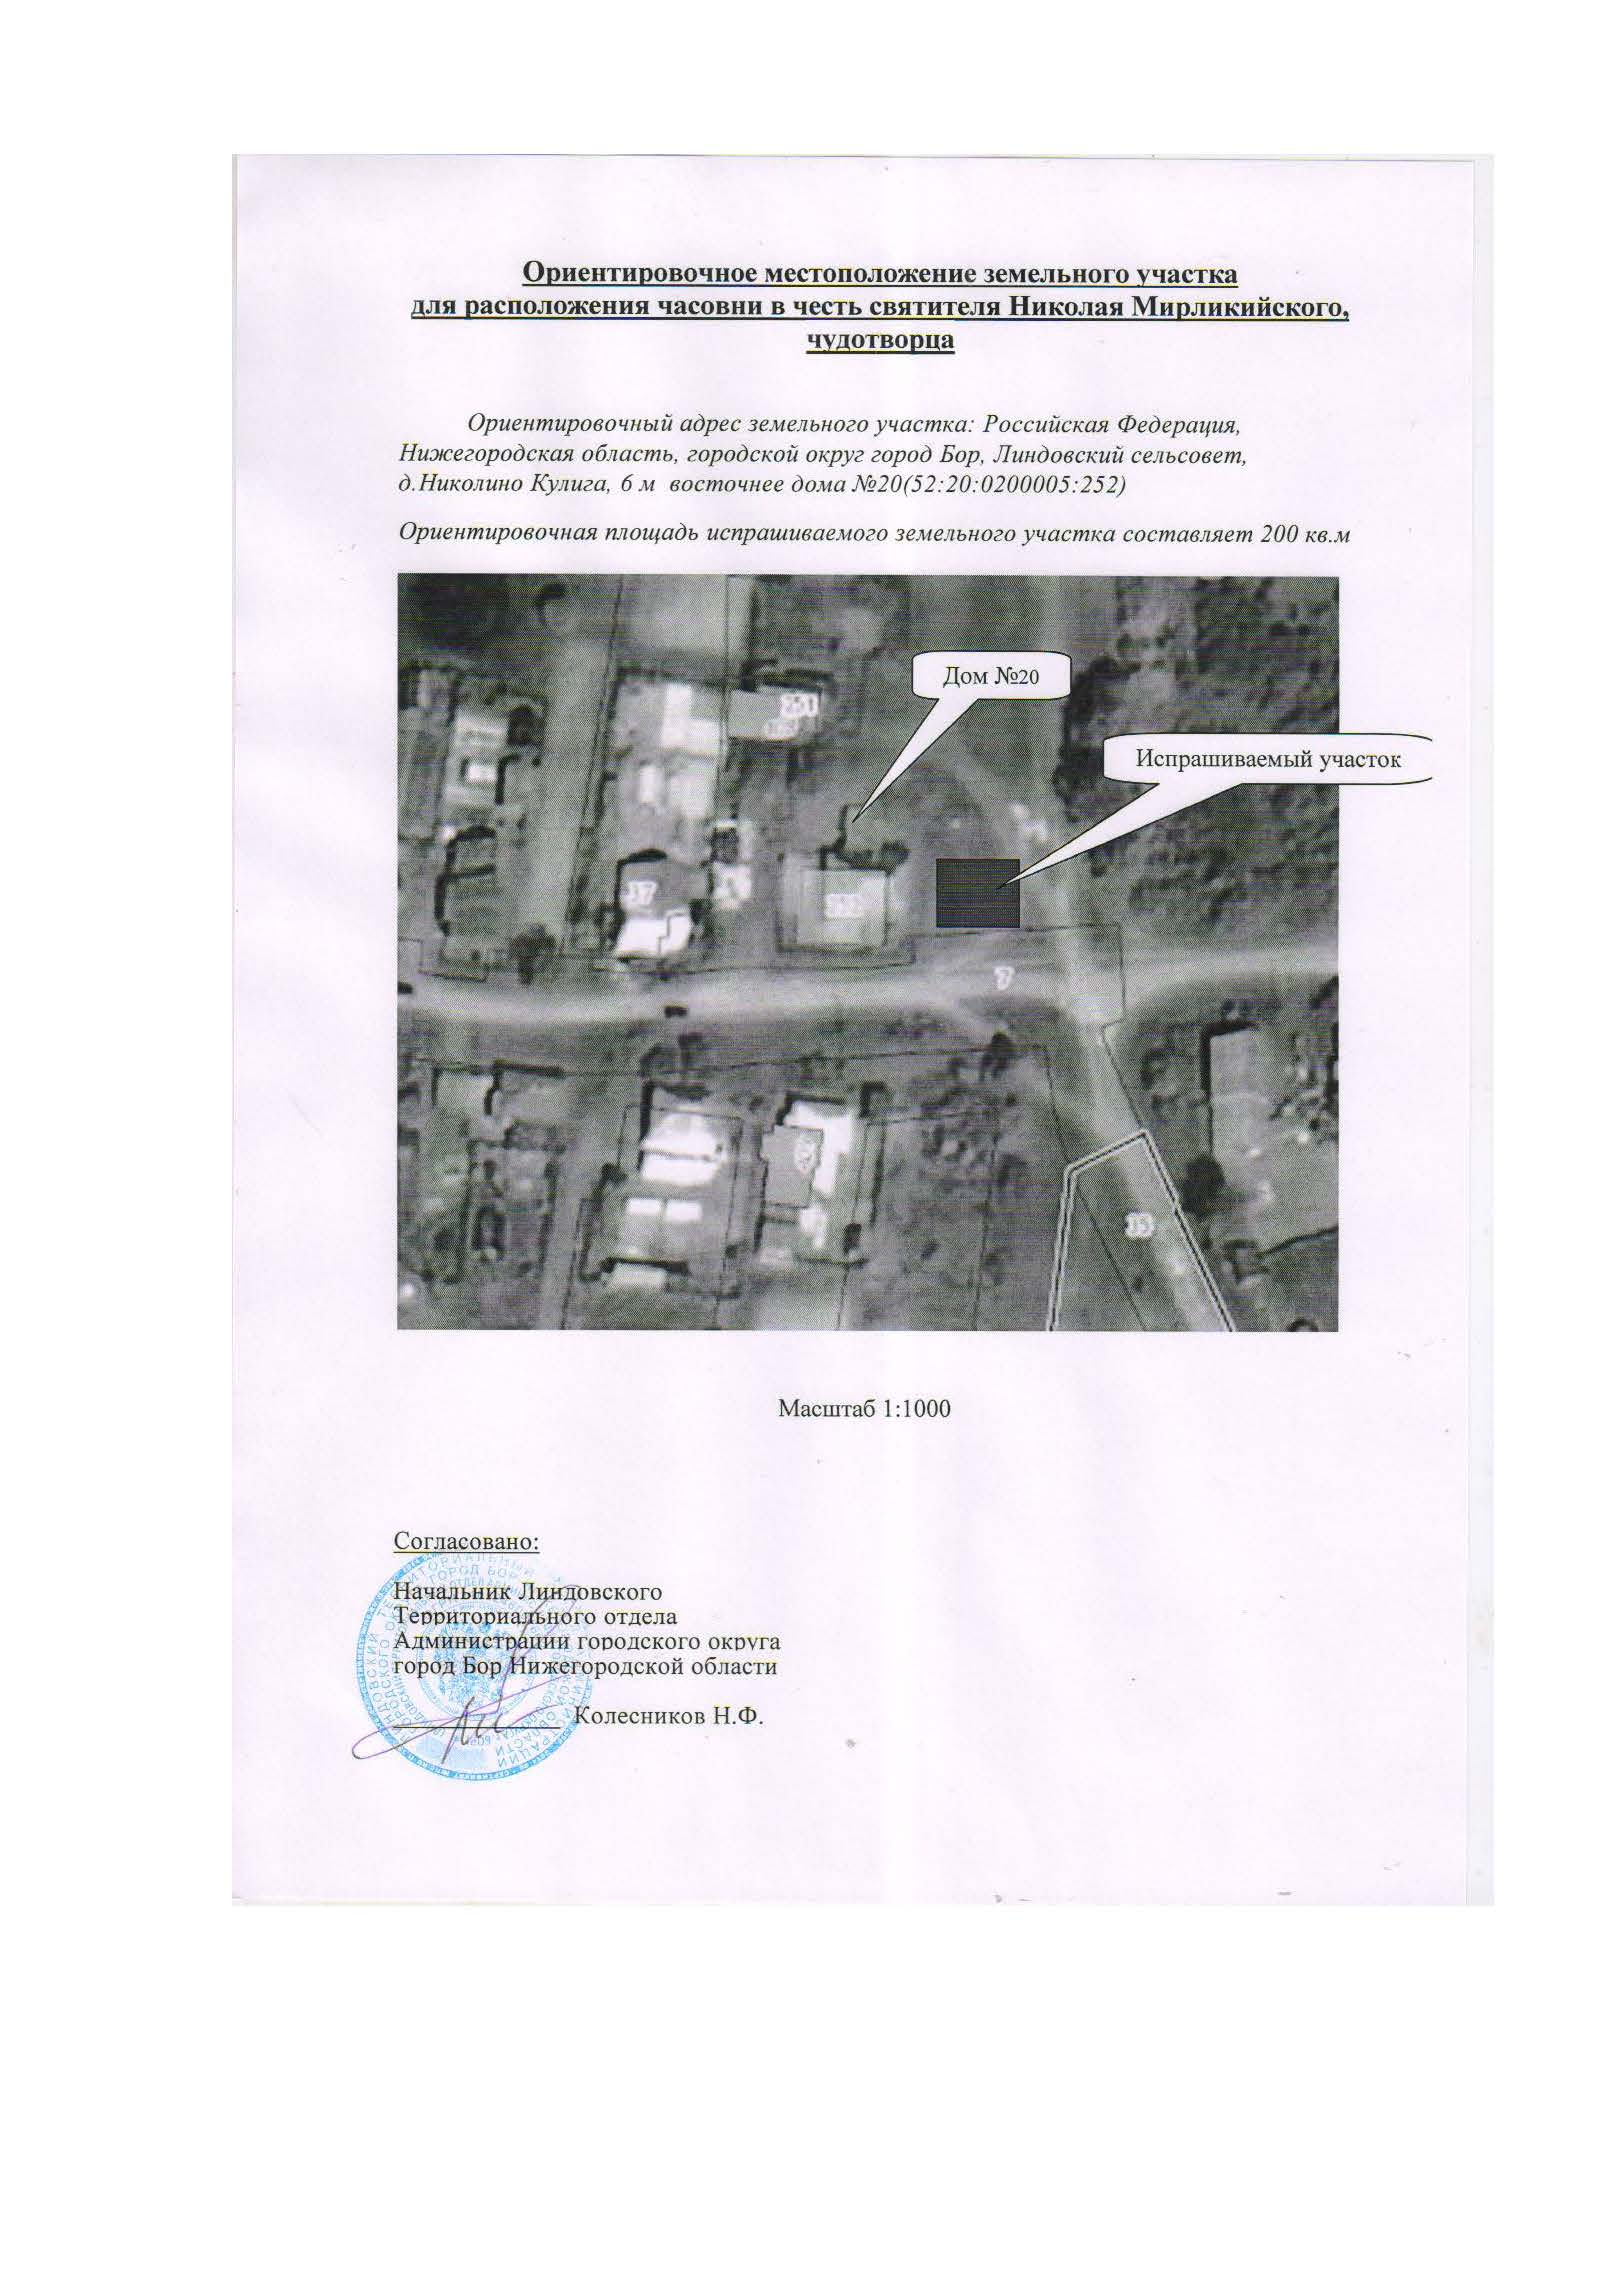 Ориентировочное местоположение земельного участка
для расположения часовни в честь святителя Николая Мирликийского,
чудотворца
Ориентировочный адрес земельного участка: Российская Федерация,
Нижегородская область, городской округ город Бор, Линдовский сельсовет,
д.Николино Кулига, 6 м восточнее дома №20(52:20:0200005:252)
Ориентировочная площадь испрашиваемого земельного участка составляет 200 кв.м
Дом №20
Испрашиваемый участок
37
7
Масштаб 1:1000
Согласовано:
Начальник Линдовского
Территориального отдела
Администрации городского округа
город Бор Нижегородской области
Колесников Н.Ф.